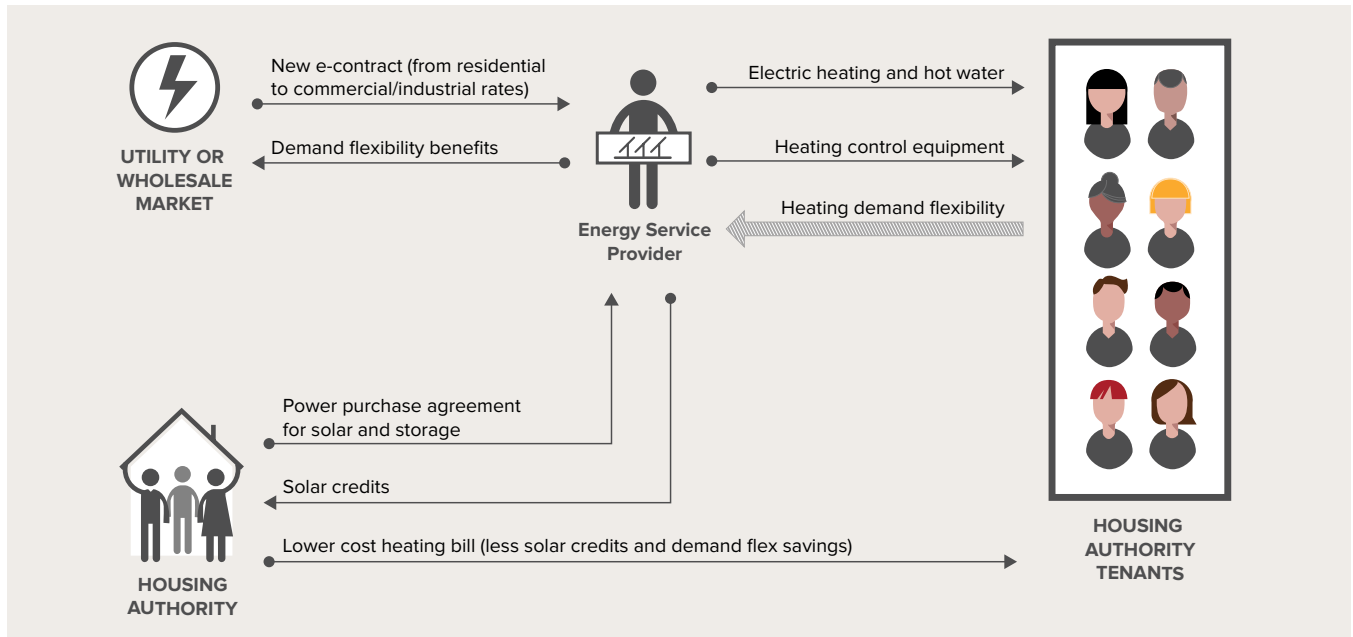 New e-contract (from residential
to commercial/industrial rates)
Demand flexibility benefits
UTILITY OR
WHOLESALE
MARKET
Energy Service
Provider
Electric heating and hot water
Heating control equipment
Heating demand flexibility
Power purchase agreement
for solar and storage
Solar credits
Lower cost heating bill (less solar credits and demand flex savings)
HOUSING
AUTHORITY
HOUSING
AUTHORITY
TENANTS